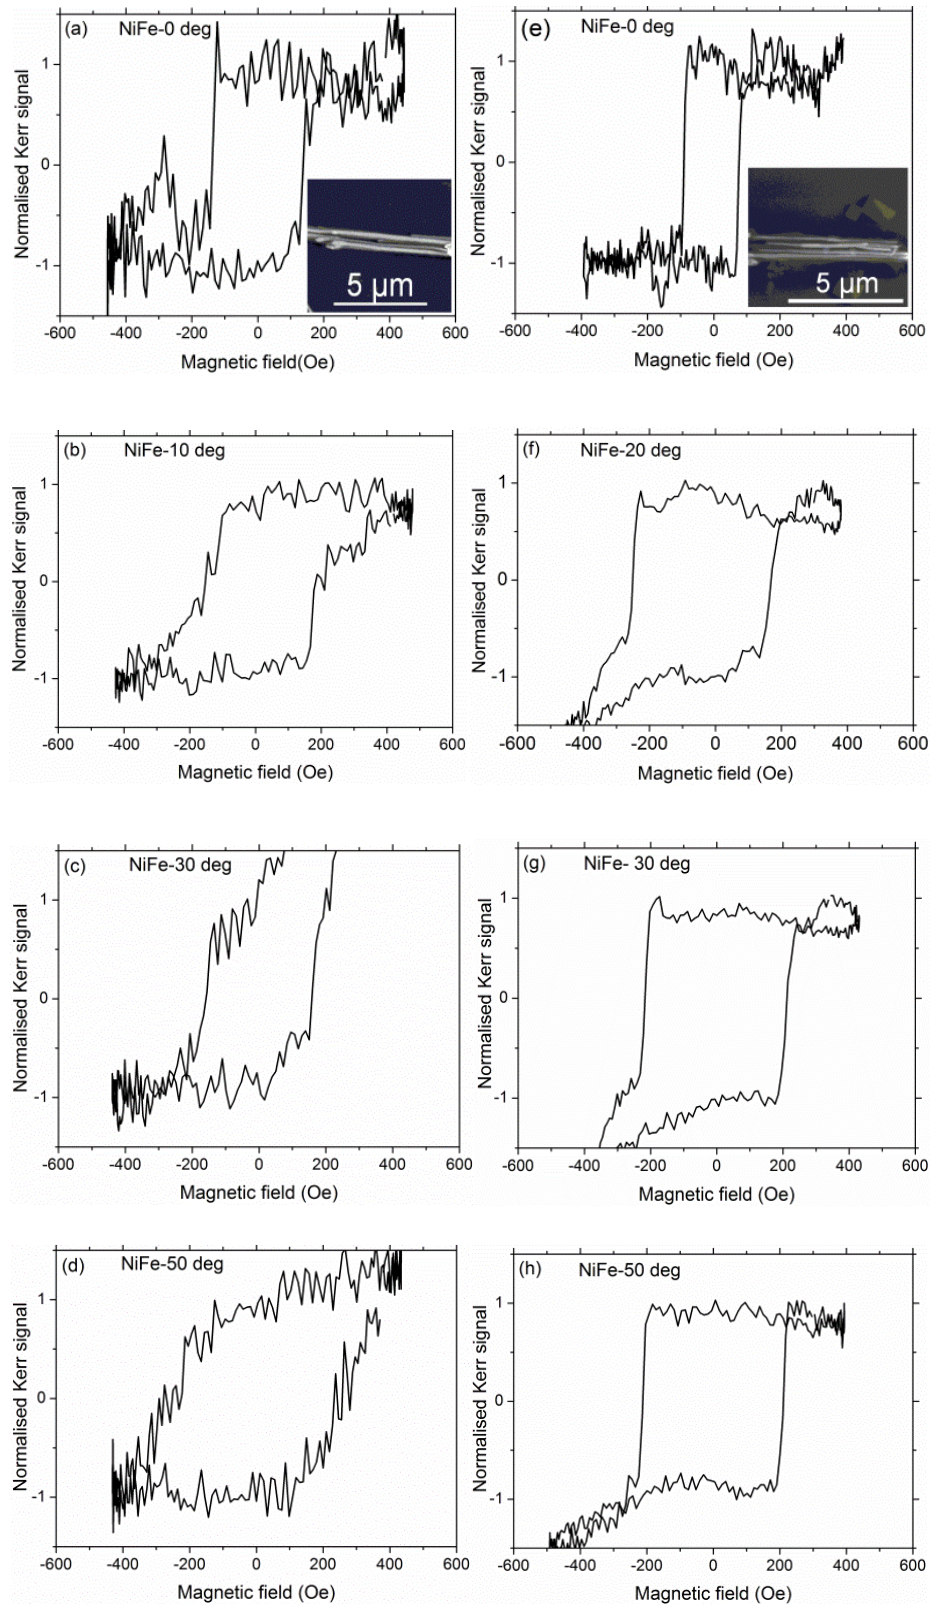 (a) NiFe-0 deg
Normalised Kerr signal
1
0
-1
5 µm
-600 -400 -200 0 200 400 600
Magnetic field(Oe)
(e) NiFe-0 deg
Normalised Kerr signal
1
0
-1
5 µm
-600 -400 -200 0 200 400 600
Magnetic field (Oe)
(b) NiFe-10 deg
Normalised Kerr signal
1
0
-1
-600 -400 -200 0 200 400 600
Magnetic field (Oe)
(f) NiFe-20 deg
Normalised Kerr signal
1
0
-1
-600 -400 -200 0 200 400 600
Magnetic field (Oe)
(c) NiFe-30 deg
Normalised Kerr signal
1
0
-1
-600 -400 -200 0 200 400 600
Magnetic field (Oe)
(g) NiFe- 30 deg
Normalised Kerr signal
1
0
-1
-600 -400 -200 0 200 400 600
Magnetic field (Oe)
(d) NiFe-50 deg
Normalised Kerr signal
1
0
-1
-600 -400 -200 0 200 400 600
Magnetic field (Oe)
(h) NiFe-50 deg
Normalised Kerr signal
1
0
-1
-600 -400 -200 0 200 400 600
Magnetic field (Oe)